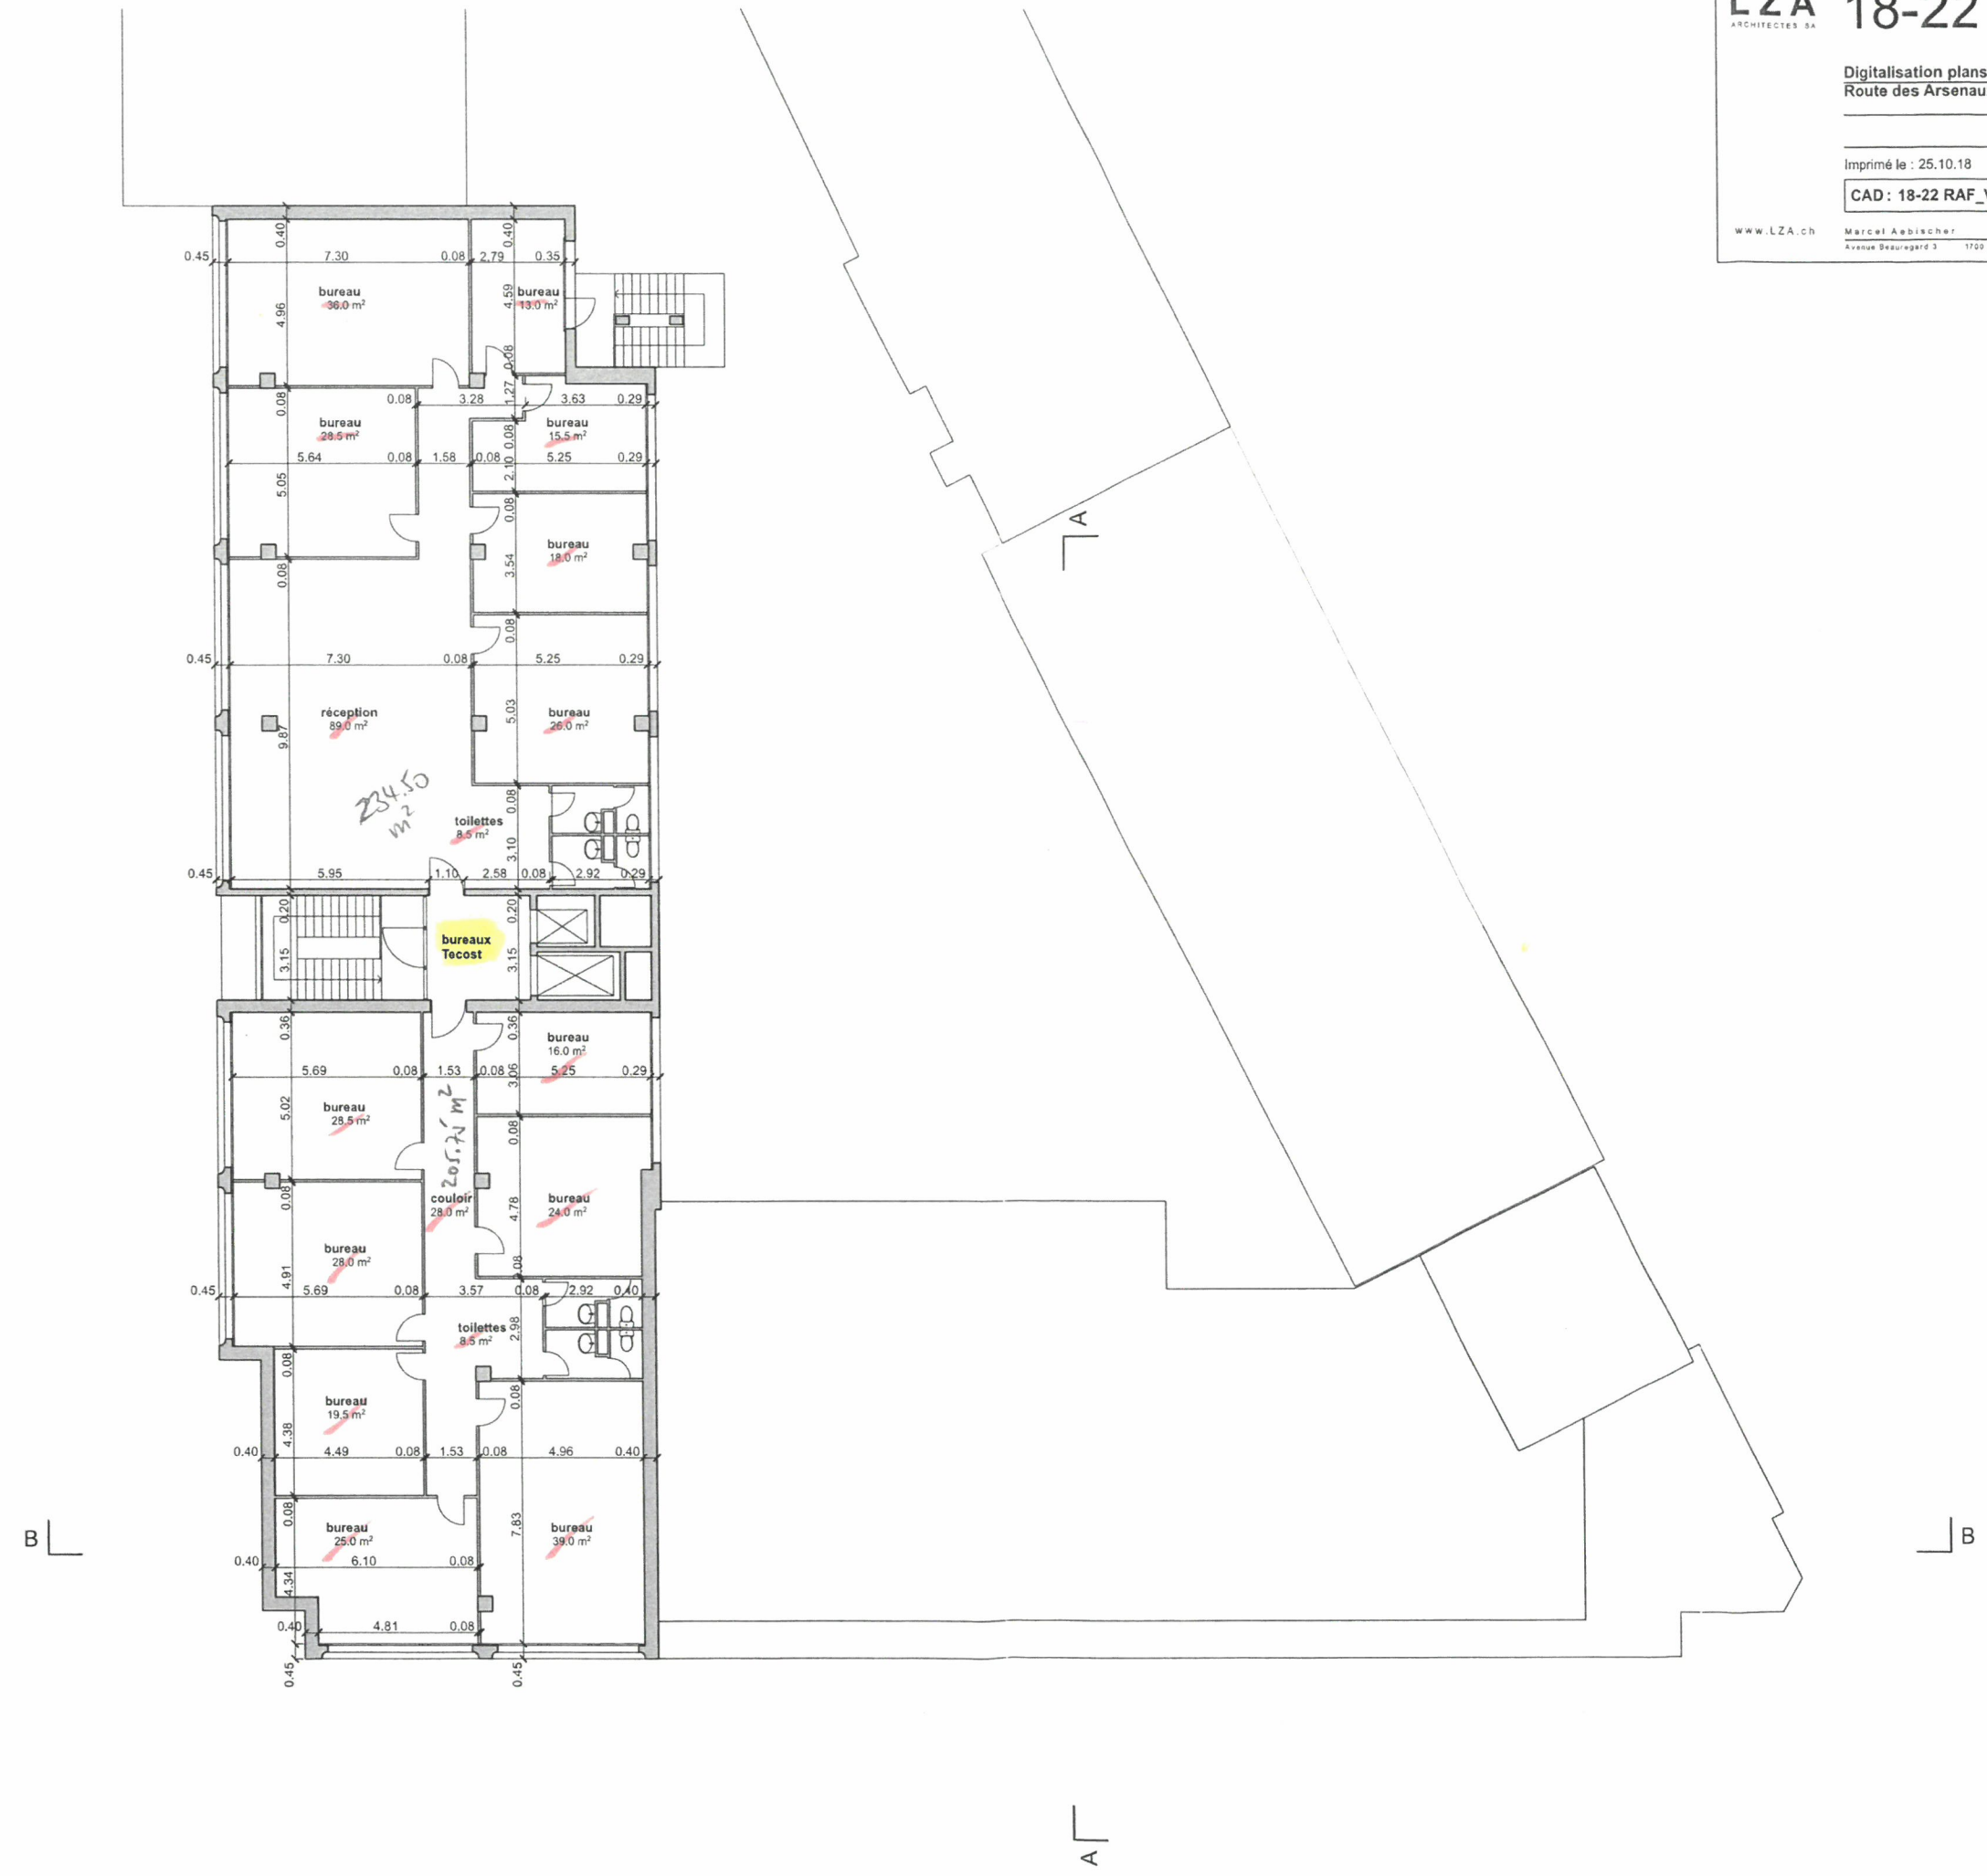 LZA
ARCHITECTES SA
18-22
Digitalisation plans
Route des Arsenau
Imprimé le : 25.10.18
CAD : 18-22 RAF_V
www.LZA.ch
Marcel Aebischer
Avenue Beauregard 3 1700
0.40 0.40
0.45 7.30 0.08 2.79 0.35
bureau
36.0 m²
bureau
13.0 m²
4.96 4.59
0.08
0.08 0.08 3.28 1.27 3.63 0.29
bureau
28.5 m²
bureau
15.5 m²
0.08
5.64 0.08 1.58 0.08 2.10 5.25 0.29
5.05 0.08
bureau
18.0 m²
0.08 3.54
0.08
0.45 7.30 0.08 5.25 0.29
réception
89.0 m²
bureau
26.0 m²
9.87 5.03
234.50
m²
0.08
toilettes
8.5 m²
3.10
0.45 5.95 1.10 2.58 0.08 2.92 0.29
0.20 0.20
bureaux
Tecost
3.15 3.15
0.36 0.36
bureau
16.0 m²
5.69 0.08 1.53 0.08 3.06 5.25 0.29
205.75 m²
bureau
28.5 m²
5.02 0.08
couloir
28.0 m²
bureau
24.0 m²
0.08 4.78
bureau
28.0 m²
4.91 0.08
0.45 5.69 0.08 3.57 0.08 2.92 0.40
toilettes
8.5 m²
2.98
0.08 0.08
bureau
19.5 m²
4.38
0.40 4.49 0.08 1.53 0.08 4.96 0.40
0.08 7.83
bureau
25.0 m²
bureau
39.0 m²
0.40 6.10 0.08
4.34
0.40 4.81 0.08
0.45 0.45
A
B
B
A